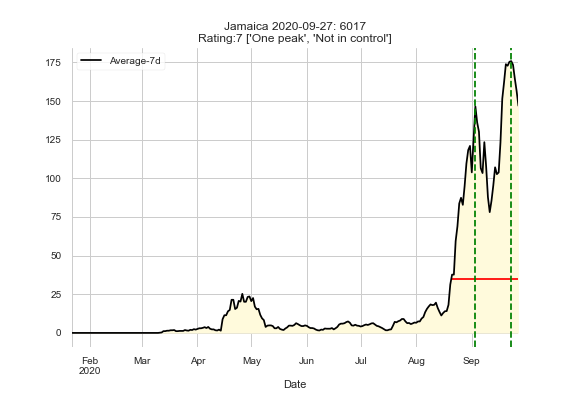 Jamaica 2020-09-27: 6017
Rating:7 ['One peak', 'Not in control']
Average-7d
175
150
125
100
75
50
25
0
Feb Mar Apr May Jun Jul Aug Sep
2020
Date